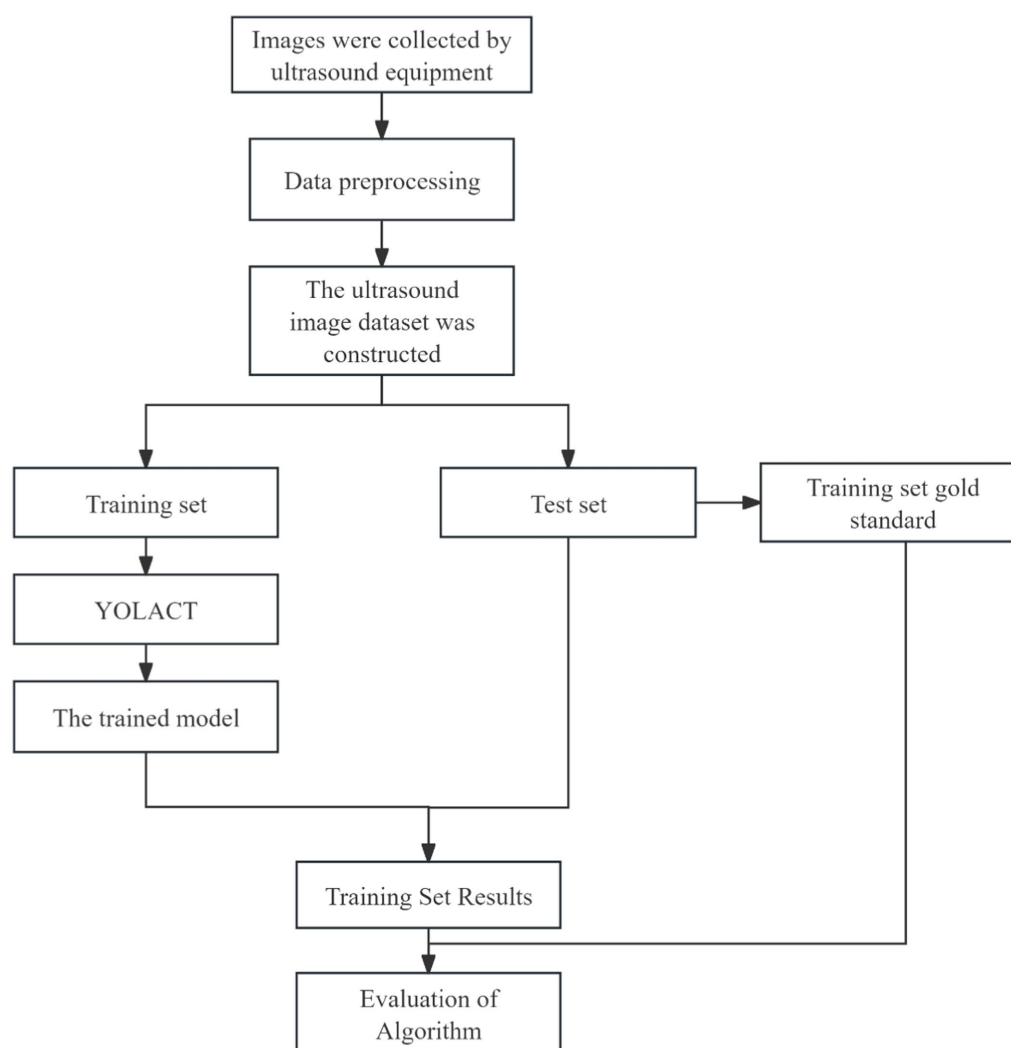 Images were collected by
ultrasound equipment
Data preprocessing
The ultrasound
image dataset was
constructed
Training set
Test set
Training set gold
standard
YOLACT
The trained model
Training Set Results
Evaluation of
Algorithm